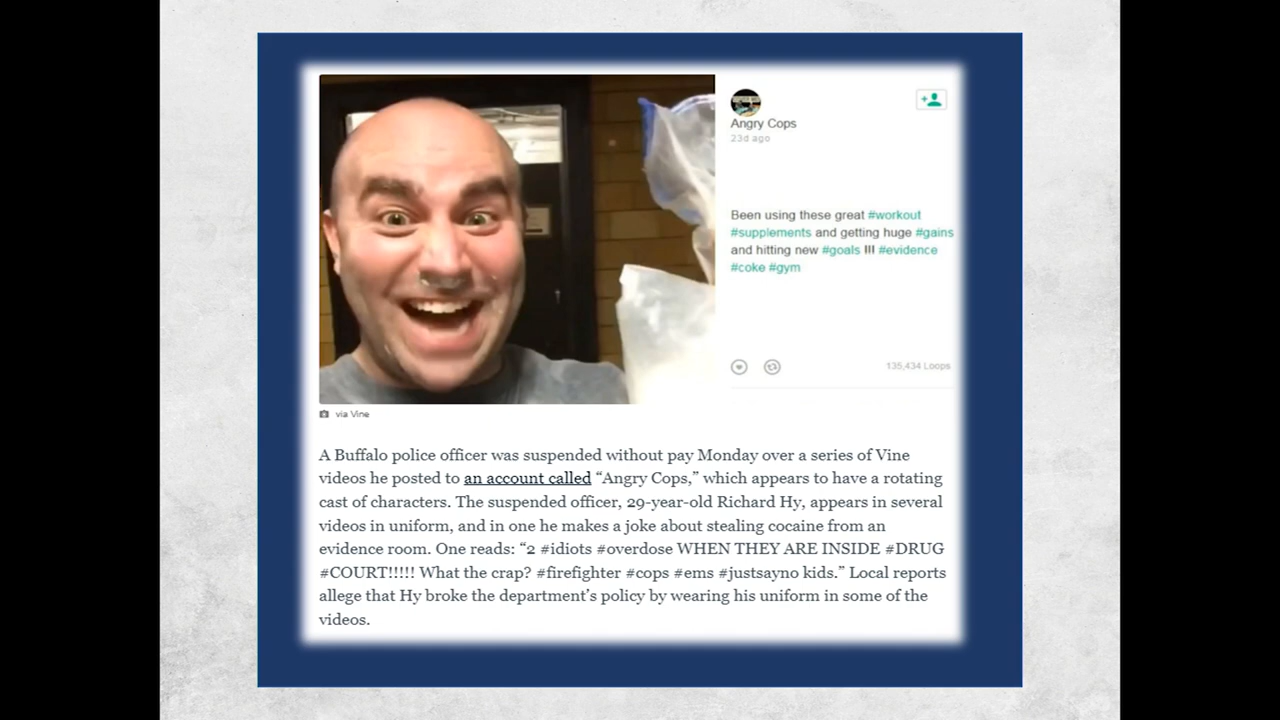 Angry Cops
23d ago
Been using these great #workout
#supplements and getting huge #gains
and hitting new #goals !!! #evidence
#coke #gym
135,434 Loops
via Vine
A Buffalo police officer was suspended without pay Monday over a series of Vine
videos he posted to an account called “Angry Cops,” which appears to have a rotating
cast of characters. The suspended officer, 29-year-old Richard Hy, appears in several
videos in uniform, and in one he makes a joke about stealing cocaine from an
evidence room. One reads: “2 #idiots #overdose WHEN THEY ARE INSIDE #DRUG
#COURT!!!!! What the crap? #firefighter #cops #ems #justsayno kids.” Local reports
allege that Hy broke the department’s policy by wearing his uniform in some of the
videos.